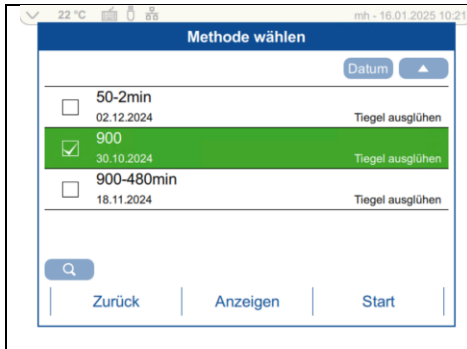 22 °C mh - 16.01.2025 10:21
Methode wählen
Datum
50-2min
02.12.2024 Tiegel ausglühen
900
30.10.2024 Tiegel ausglühen
900-480min
18.11.2024 Tiegel ausglühen
Zurück Anzeigen Start